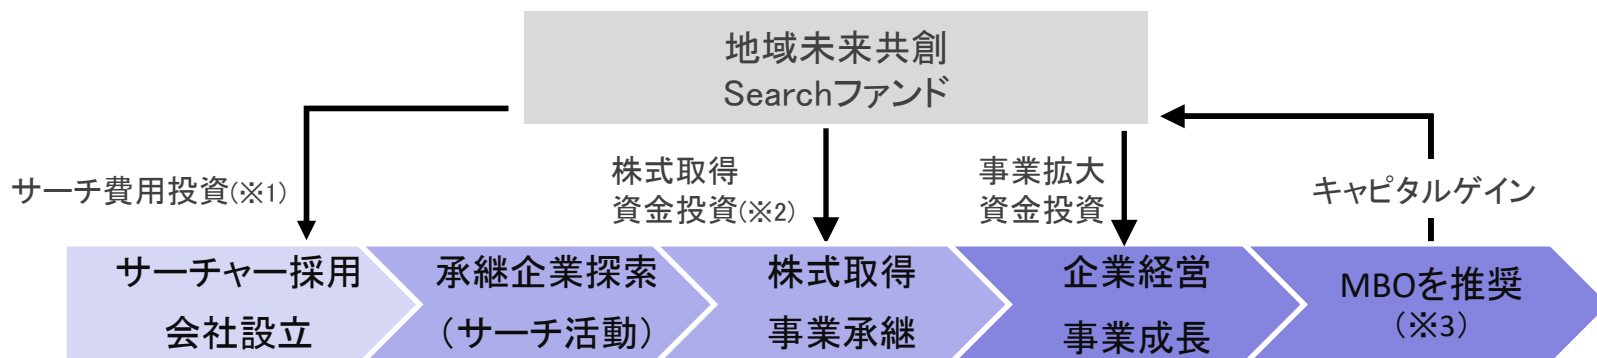 地域未来共創
Searchファンド
サーチ費用投資(※1)
株式取得
資金投資(※2)
事業拡大
資金投資
キャピタルゲイン
サーチャー採用
会社設立
承継企業探索
(サーチ活動)
株式取得
事業承継
企業経営
事業成長
MBOを推奨
(※3)